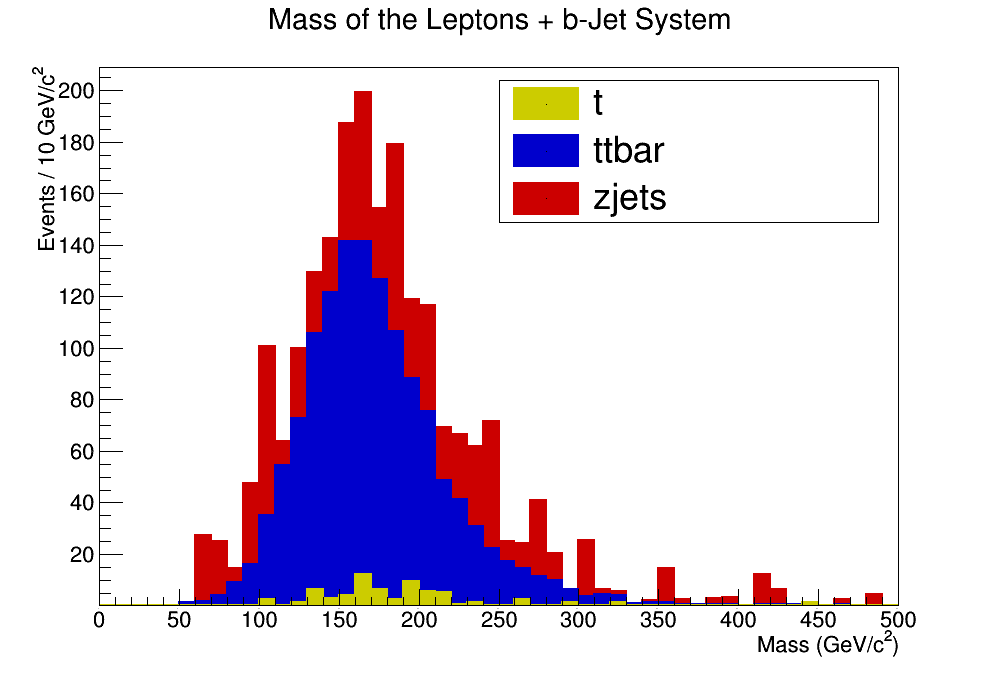 Mass of the Leptons + b-Jet System
Events / 10 GeV/c²
200
180
160
140
120
100
80
60
40
20
t
ttbar
zjets
0 50 100 150 200 250 300 350 400 450 500
Mass (GeV/c²)